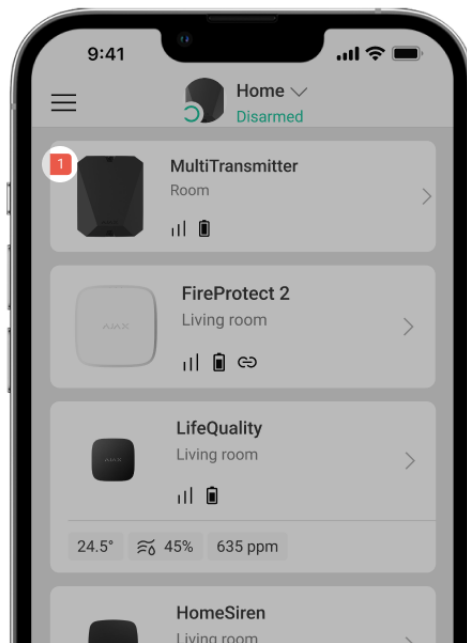 9:41
Home
Disarmed
1
MultiTransmitter
Room
AJAX
FireProtect 2
Living room
AJAX
LifeQuality
Living room
24.5° 45% 635 ppm
HomeSiren
Living room